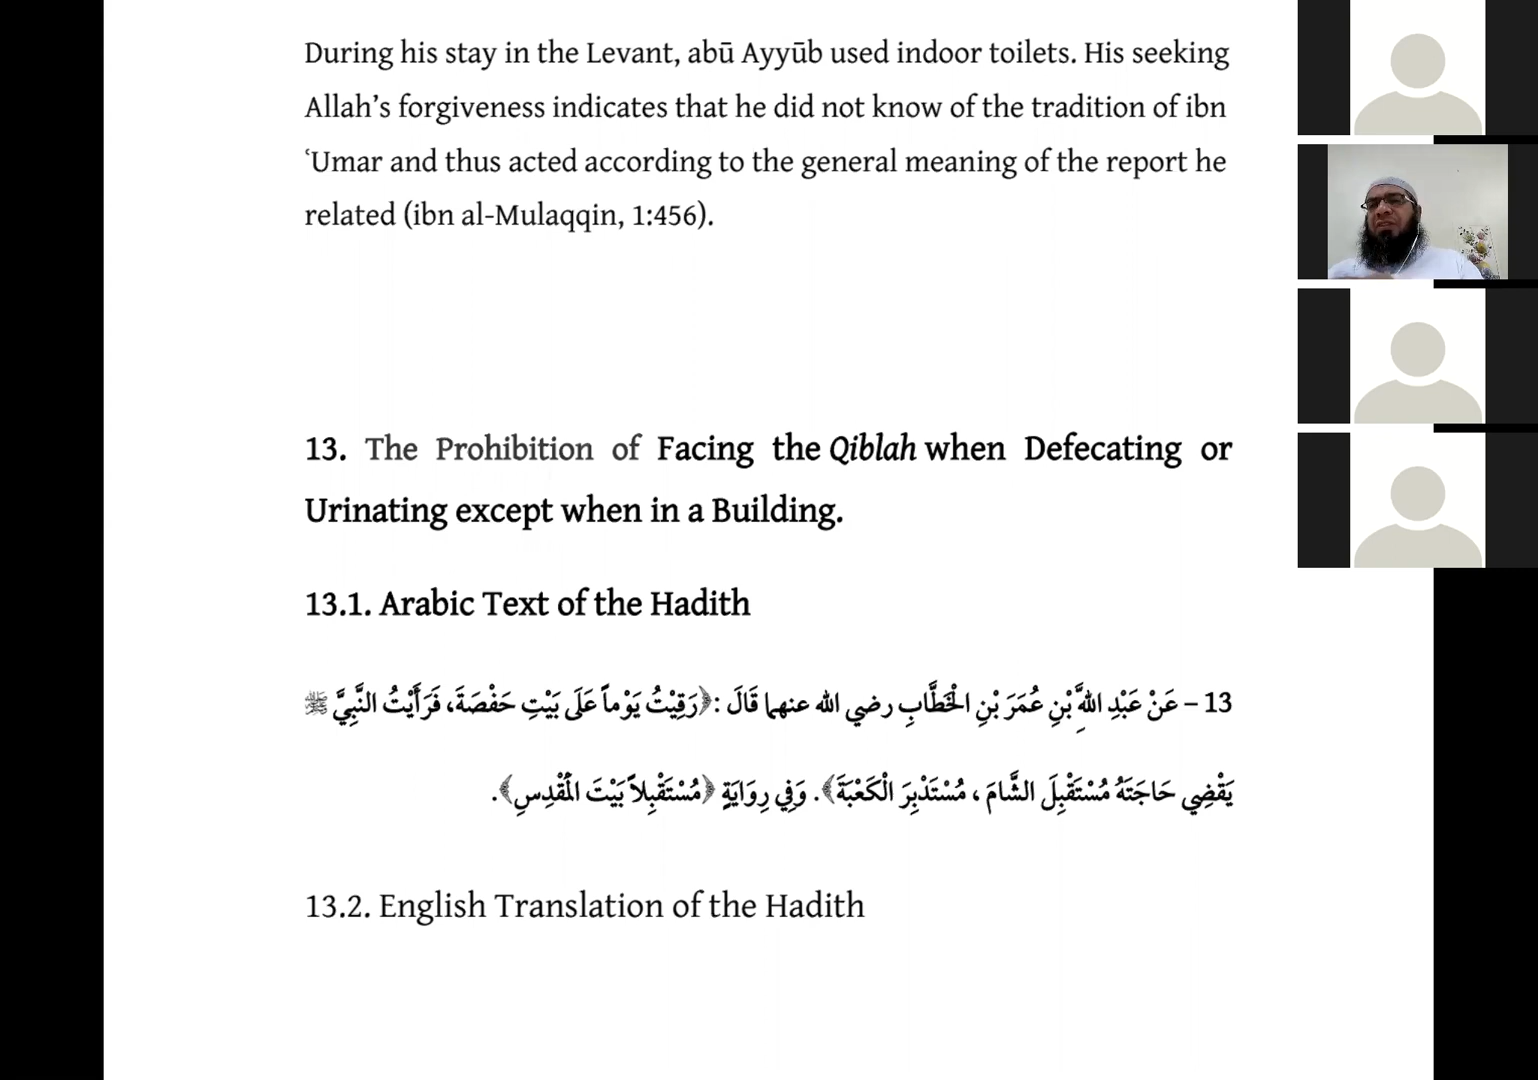 During his stay in the Levant, abū Ayyūb used indoor toilets. His seeking
Allah’s forgiveness indicates that he did not know of the tradition of ibn
ʿUmar and thus acted according to the general meaning of the report he
related (ibn al-Mulaqqin, 1:456).
13. The Prohibition of Facing the Qiblah when Defecating or
Urinating except when in a Building.
13.1. Arabic Text of the Hadith
13 – عَنْ عَبْدِ اللَّهِ بْنِ عُمَرَ بْنِ الْخَطَّابِ رضي الله عنهما قَالَ : ﴿رَقِيْتُ يَوْماً عَلَى بَيْتِ حَفْصَةَ، فَرَأَيْتُ النَّبِيَّ ﷺ
يَقْضِي حَاجَتَهُ مُسْتَقْبِلَ الشَّامَ ، مُسْتَدْبِرَ الْكَعْبَةَ﴾. وَفِي رِوَايَةٍ ﴿مُسْتَقْبِلاً بَيْتَ الْمَقْدِسِ﴾.
13.2. English Translation of the Hadith